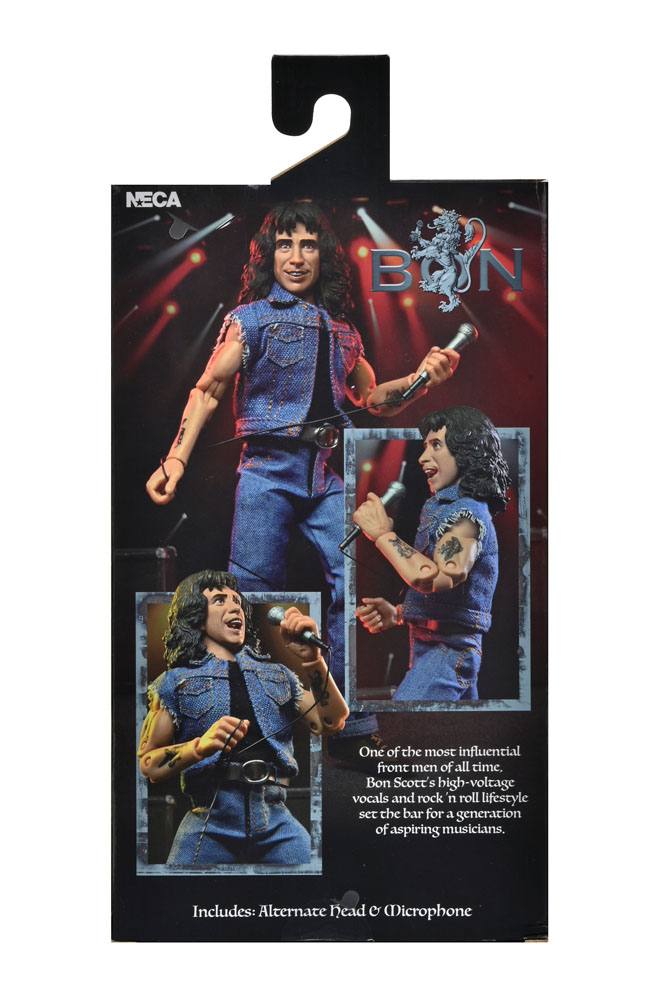 NECA
BON
One of the most influential
front men of all time,
Bon Scott's high-voltage
vocals and rock 'n roll lifestyle
set the bar for a generation
of aspiring musicians.
Includes: Alternate Head & Microphone